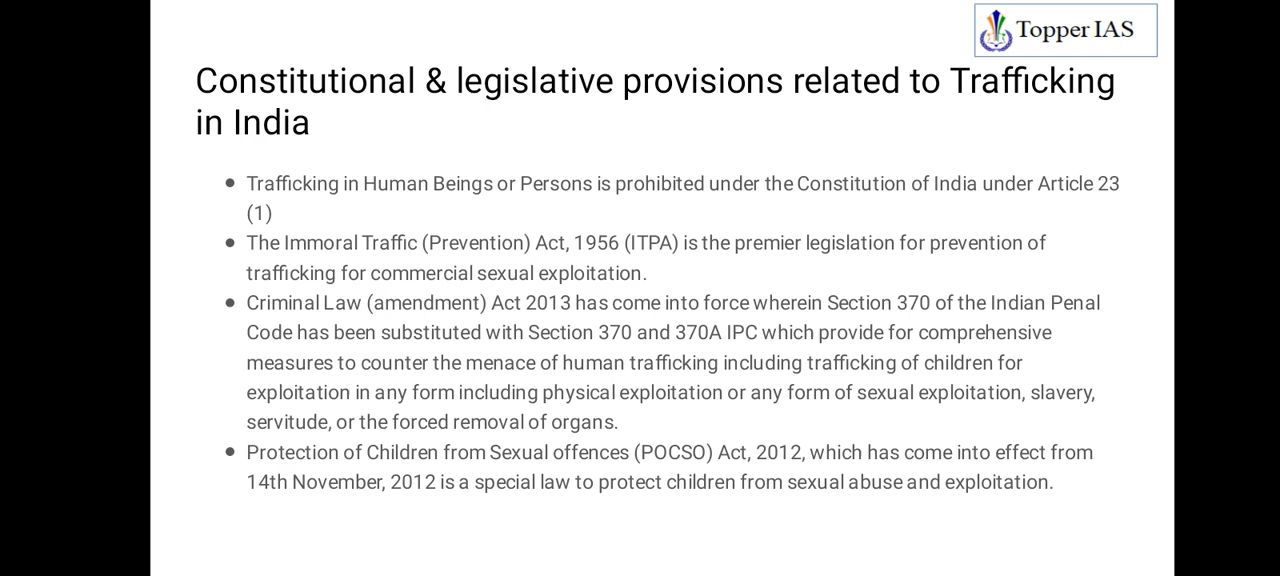 Topper IAS
Constitutional & legislative provisions related to Trafficking
in India
● Trafficking in Human Beings or Persons is prohibited under the Constitution of India under Article 23
(1)
● The Immoral Traffic (Prevention) Act, 1956 (ITPA) is the premier legislation for prevention of
trafficking for commercial sexual exploitation.
● Criminal Law (amendment) Act 2013 has come into force wherein Section 370 of the Indian Penal
Code has been substituted with Section 370 and 370A IPC which provide for comprehensive
measures to counter the menace of human trafficking including trafficking of children for
exploitation in any form including physical exploitation or any form of sexual exploitation, slavery,
servitude, or the forced removal of organs.
● Protection of Children from Sexual offences (POCSO) Act, 2012, which has come into effect from
14th November, 2012 is a special law to protect children from sexual abuse and exploitation.